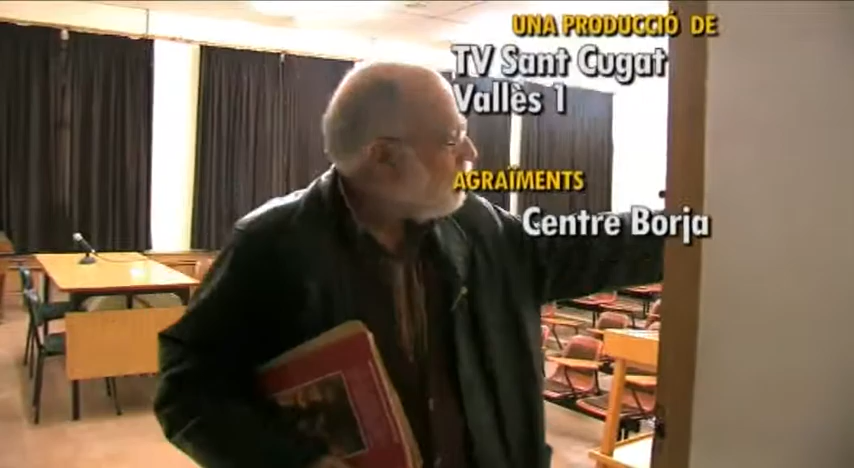 UNA PRODUCCIÓ DE
TV Sant Cugat
Vallès 1
AGRAÏMENTS
Centre Borja